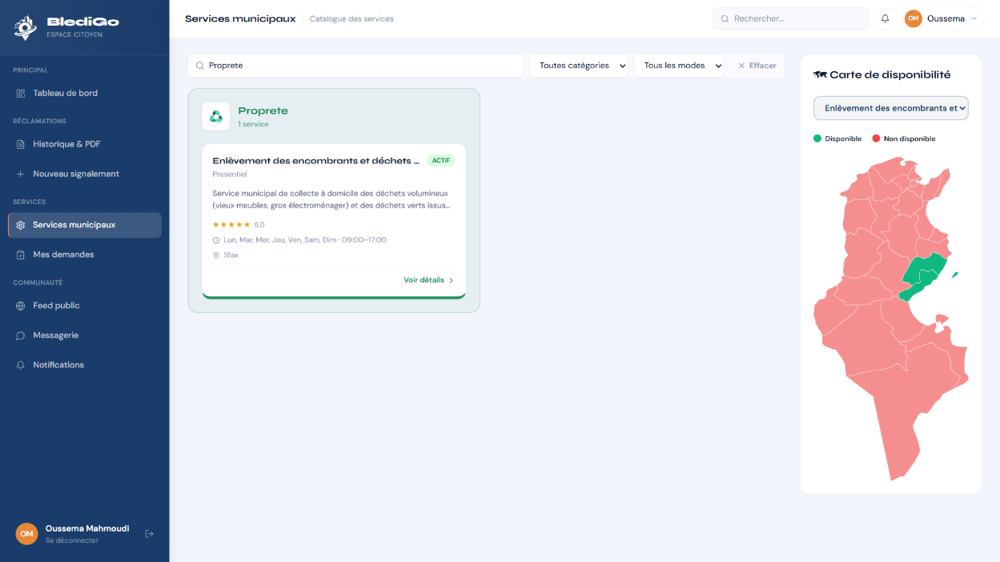 BlediGo
ESPACE CITOYEN
PRINCIPAL
Tableau de bord
RÉCLAMATIONS
Historique & PDF
Nouveau signalement
SERVICES
Services municipaux
Mes demandes
COMMUNAUTÉ
Feed public
Messagerie
Notifications
OM
Oussema Mahmoudi
Se déconnecter
Services municipaux
Catalogue des services
Rechercher...
OM
Oussema
Proprete
Toutes catégories
Tous les modes
Effacer
Proprete
1 service
Enlèvement des encombrants et déchets ...
ACTIF
Presentiel
Service municipal de collecte à domicile des déchets volumineux
(vieux meubles, gros électroménager) et des déchets verts issus...
★★★★★ 5.0
Lun, Mar, Mer, Jeu, Ven, Sam, Dim · 09:00–17:00
Sfax
Voir détails
Carte de disponibilité
Enlèvement des encombrants et
Disponible
Non disponible